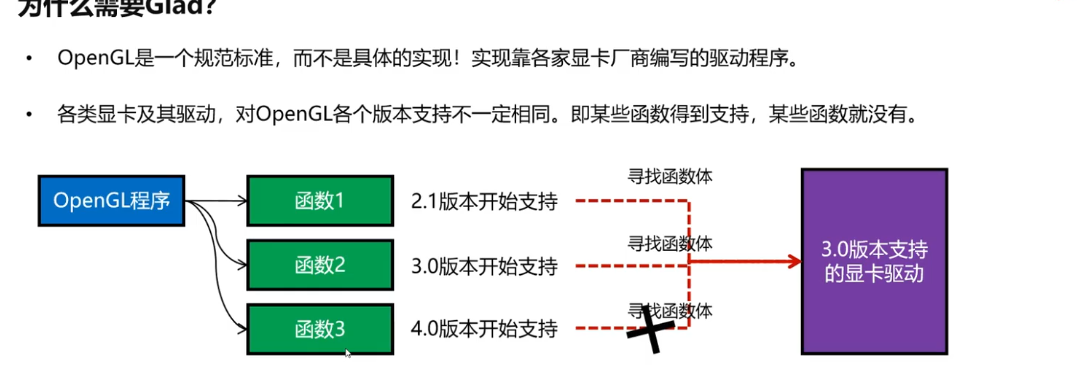 为什么需要Glad？
• OpenGL是一个规范标准，而不是具体的实现！实现靠各家显卡厂商编写的驱动程序。
• 各类显卡及其驱动，对OpenGL各个版本支持不一定相同。即某些函数得到支持，某些函数就没有。
寻找函数体
OpenGL程序
函数1
2.1版本开始支持
寻找函数体
函数2
3.0版本开始支持
3.0版本支持
的显卡驱动
寻找函数体
函数3
4.0版本开始支持